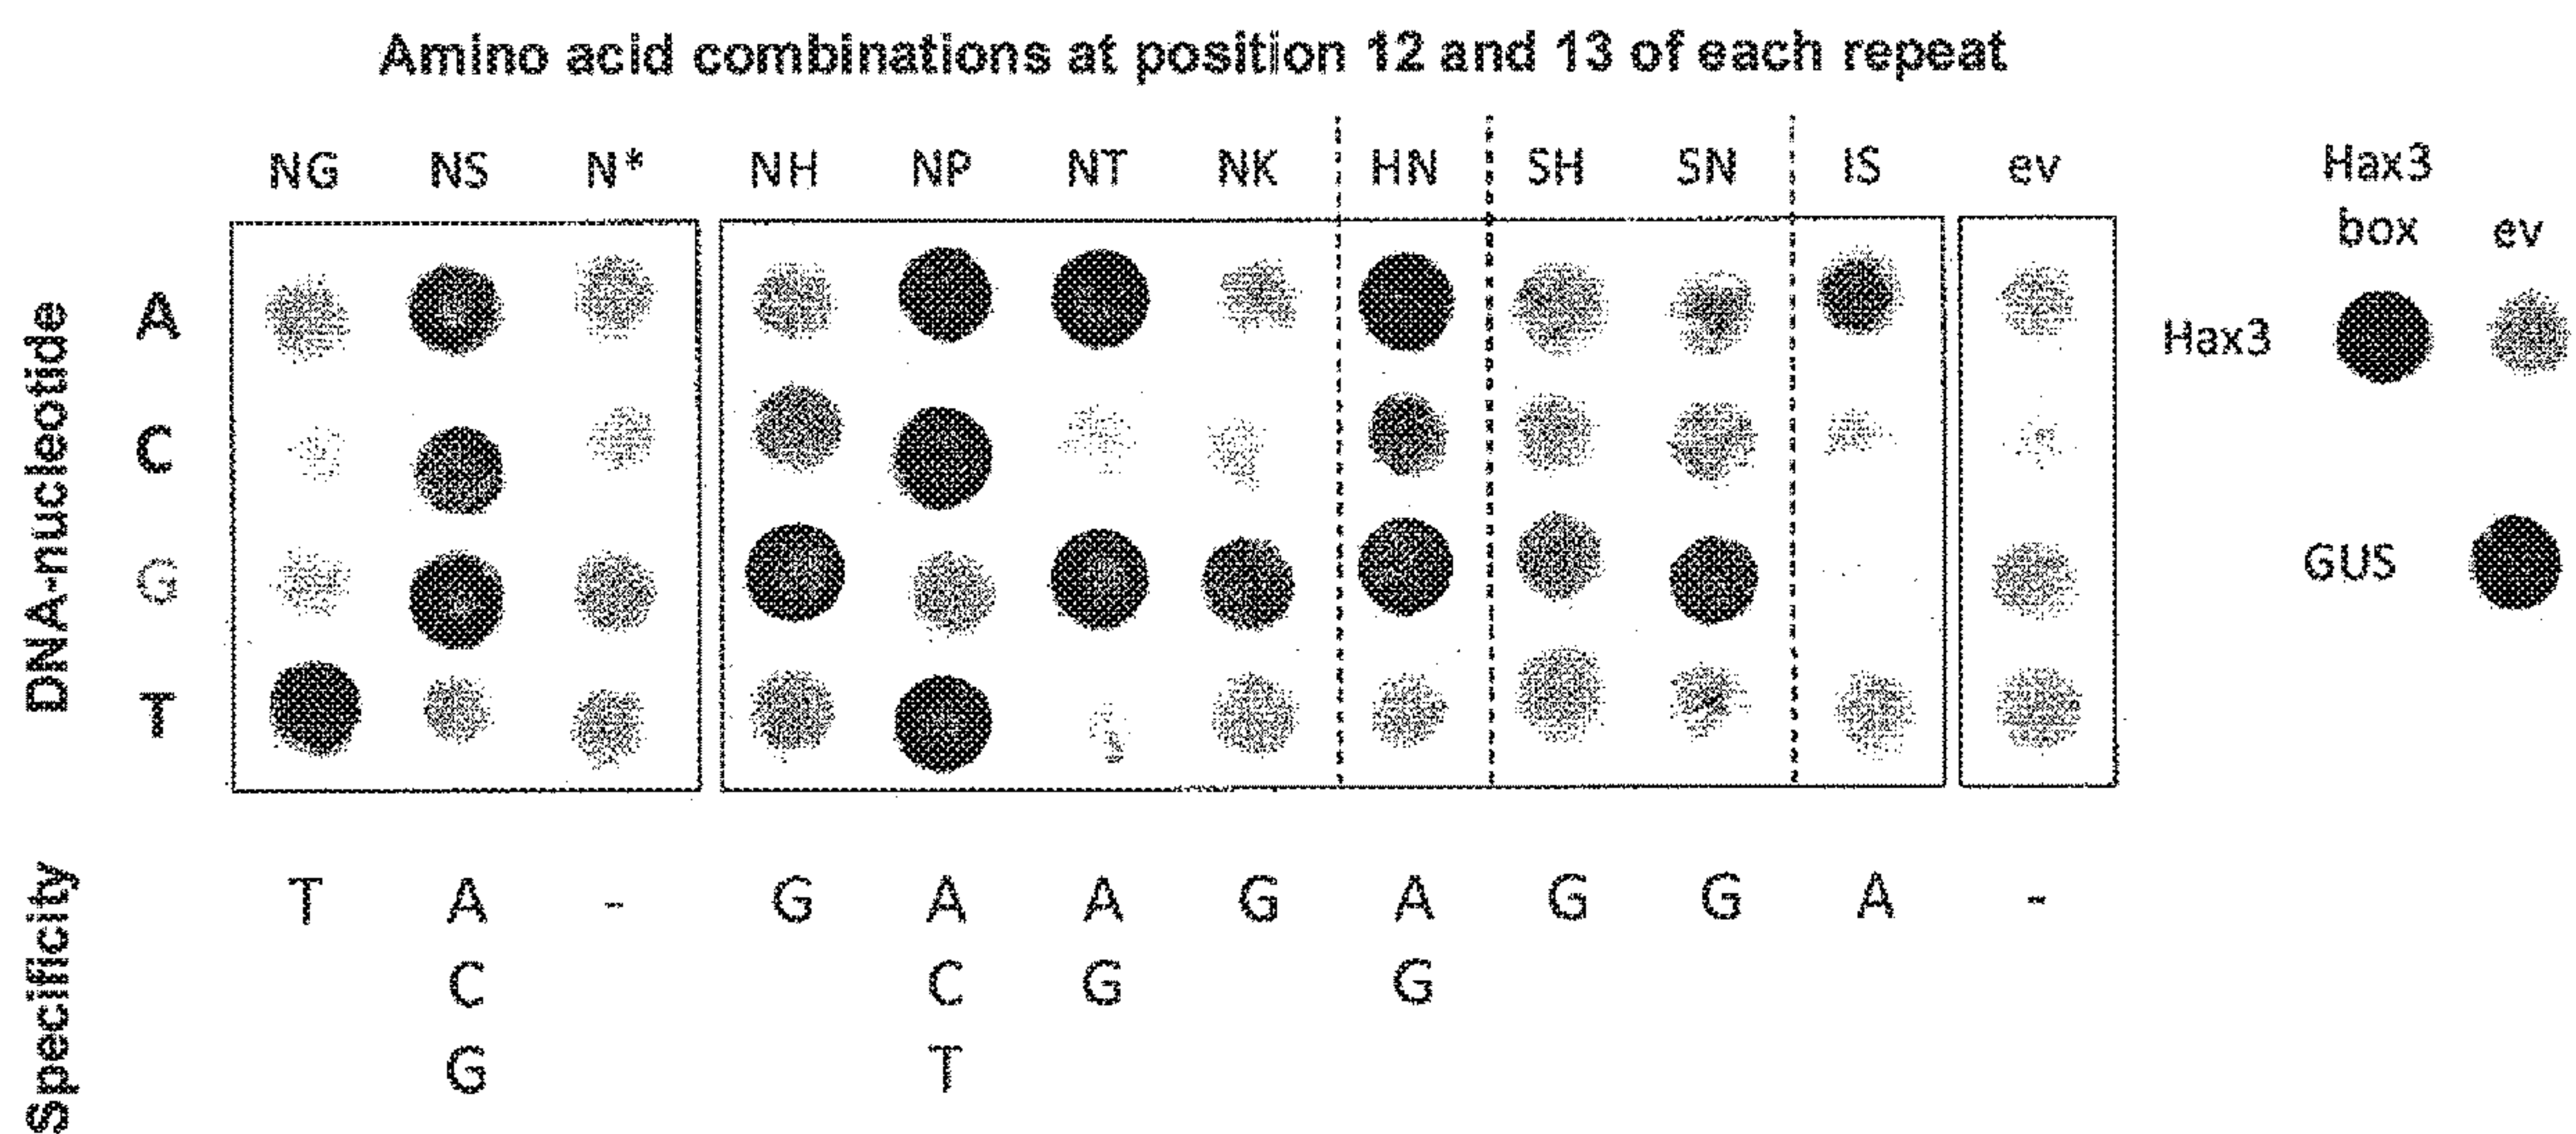 Amino acid combinations at position 12 and 13 of each repeat
NG NS N* NH NP NT NK HN SH SN IS ev Hax3
box ev
DNA-nucleotide
A
Hax3
C
G
GUS
T
Specificity
T A - G A A G A G G A -
C C G G
G T